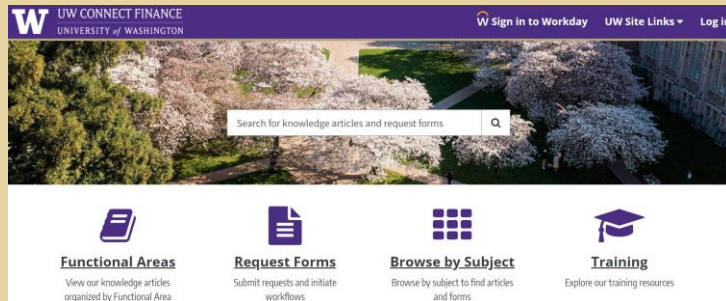 W UW CONNECT FINANCE
UNIVERSITY of WASHINGTON
Sign in to Workday UW Site Links Log in
Search for knowledge articles and request forms
Functional Areas
View our knowledge articles
organized by Functional Area
Request Forms
Submit requests and initiate
workflows
Browse by Subject
Browse by subject to find articles
and forms
Training
Explore our training resources